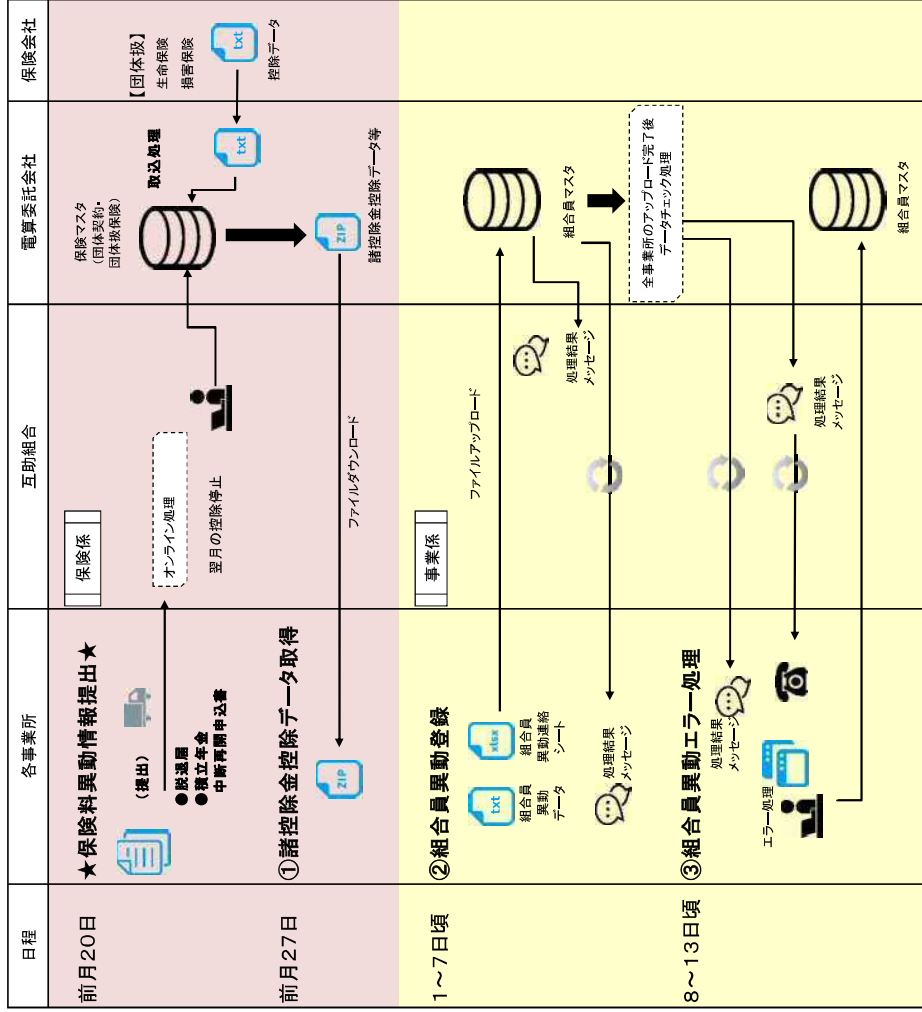 日程
各事業所
互助組合
電算委託会社
保険会社
前月20日
★保険料異動情報提出★
(提出)
●脱退届
●積立年金
中断再開申込書
保険係
オンライン処理
翌月の控除停止
保険マスタ
(団体契約・
団体扱保険)
取込処理
txt
【団体扱】
生命保険
損害保険
txt
控除データ
前月27日
①諸控除金控除データ取得
ZIP
ファイルダウンロード
ZIP
諸控除金控除データ等
1~7日頃
②組合員異動登録
txt
組合員
異動
データ
xlsx
組合員
異動連絡
シート
事業係
ファイルアップロード
組合員マスタ
処理結果
メッセージ
処理結果
メッセージ
全事業所のアップロード完了後
データチェック処理
8~13日頃
③組合員異動エラー処理
処理結果
メッセージ
処理結果
メッセージ
エラー処理
組合員マスタ